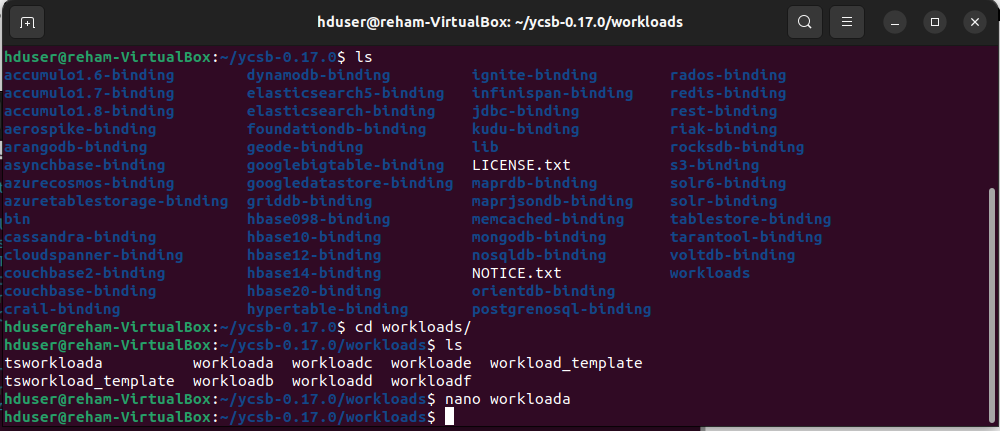 hduser@reham-VirtualBox: ~/ycsb-0.17.0/workloads
hduser@reham-VirtualBox:~/ycsb-0.17.0$ ls
accumulo1.6-binding dynamodb-binding ignite-binding rados-binding
accumulo1.7-binding elasticsearch5-binding infinispan-binding redis-binding
accumulo1.8-binding elasticsearch-binding jdbc-binding rest-binding
aerospike-binding foundationdb-binding kudu-binding riak-binding
arangodb-binding geode-binding lib rocksdb-binding
asynchbase-binding googlebigtable-binding LICENSE.txt s3-binding
azurecosmos-binding googledatastore-binding maprdb-binding solr6-binding
azuretablestorage-binding griddb-binding maprjsondb-binding solr-binding
bin hbase098-binding memcached-binding tablestore-binding
cassandra-binding hbase10-binding mongodb-binding tarantool-binding
cloudspanner-binding hbase12-binding nosqldb-binding voltdb-binding
couchbase2-binding hbase14-binding NOTICE.txt workloads
couchbase-binding hbase20-binding orientdb-binding
crail-binding hypertable-binding postgrenosql-binding
hduser@reham-VirtualBox:~/ycsb-0.17.0$ cd workloads/
hduser@reham-VirtualBox:~/ycsb-0.17.0/workloads$ ls
tsworkloada workloada workloadc workloade workload_template
tsworkload_template workloadb workloadd workloadf
hduser@reham-VirtualBox:~/ycsb-0.17.0/workloads$ nano workloada
hduser@reham-VirtualBox:~/ycsb-0.17.0/workloads$